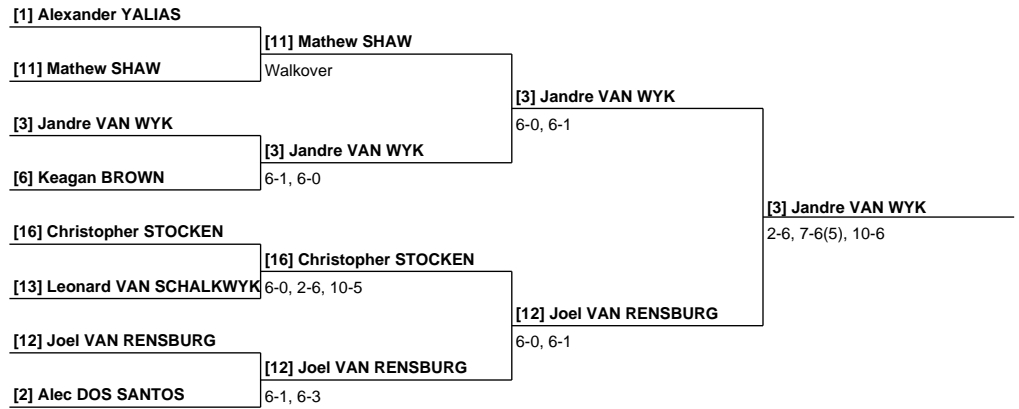 [1] Alexander YALIAS
[11] Mathew SHAW
[11] Mathew SHAW
Walkover
[3] Jandre VAN WYK
[3] Jandre VAN WYK
6-0, 6-1
[3] Jandre VAN WYK
[6] Keagan BROWN
6-1, 6-0
[3] Jandre VAN WYK
[16] Christopher STOCKEN
2-6, 7-6(5), 10-6
[16] Christopher STOCKEN
[13] Leonard VAN SCHALKWYK
6-0, 2-6, 10-5
[12] Joel VAN RENSBURG
[12] Joel VAN RENSBURG
6-0, 6-1
[12] Joel VAN RENSBURG
[2] Alec DOS SANTOS
6-1, 6-3